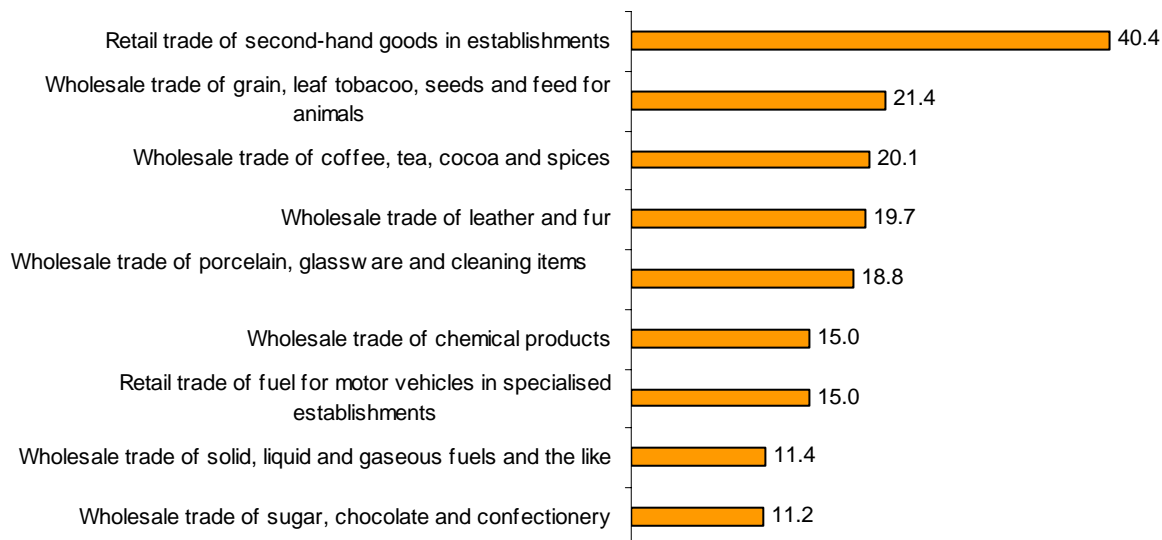 Retail trade of second-hand goods in establishments
40.4
Wholesale trade of grain, leaf tobacoo, seeds and feed for
animals
21.4
Wholesale trade of coffee, tea, cocoa and spices
20.1
Wholesale trade of leather and fur
19.7
Wholesale trade of porcelain, glassw are and cleaning items
18.8
Wholesale trade of chemical products
15.0
Retail trade of fuel for motor vehicles in specialised
establishments
15.0
Wholesale trade of solid, liquid and gaseous fuels and the like
11.4
Wholesale trade of sugar, chocolate and confectionery
11.2